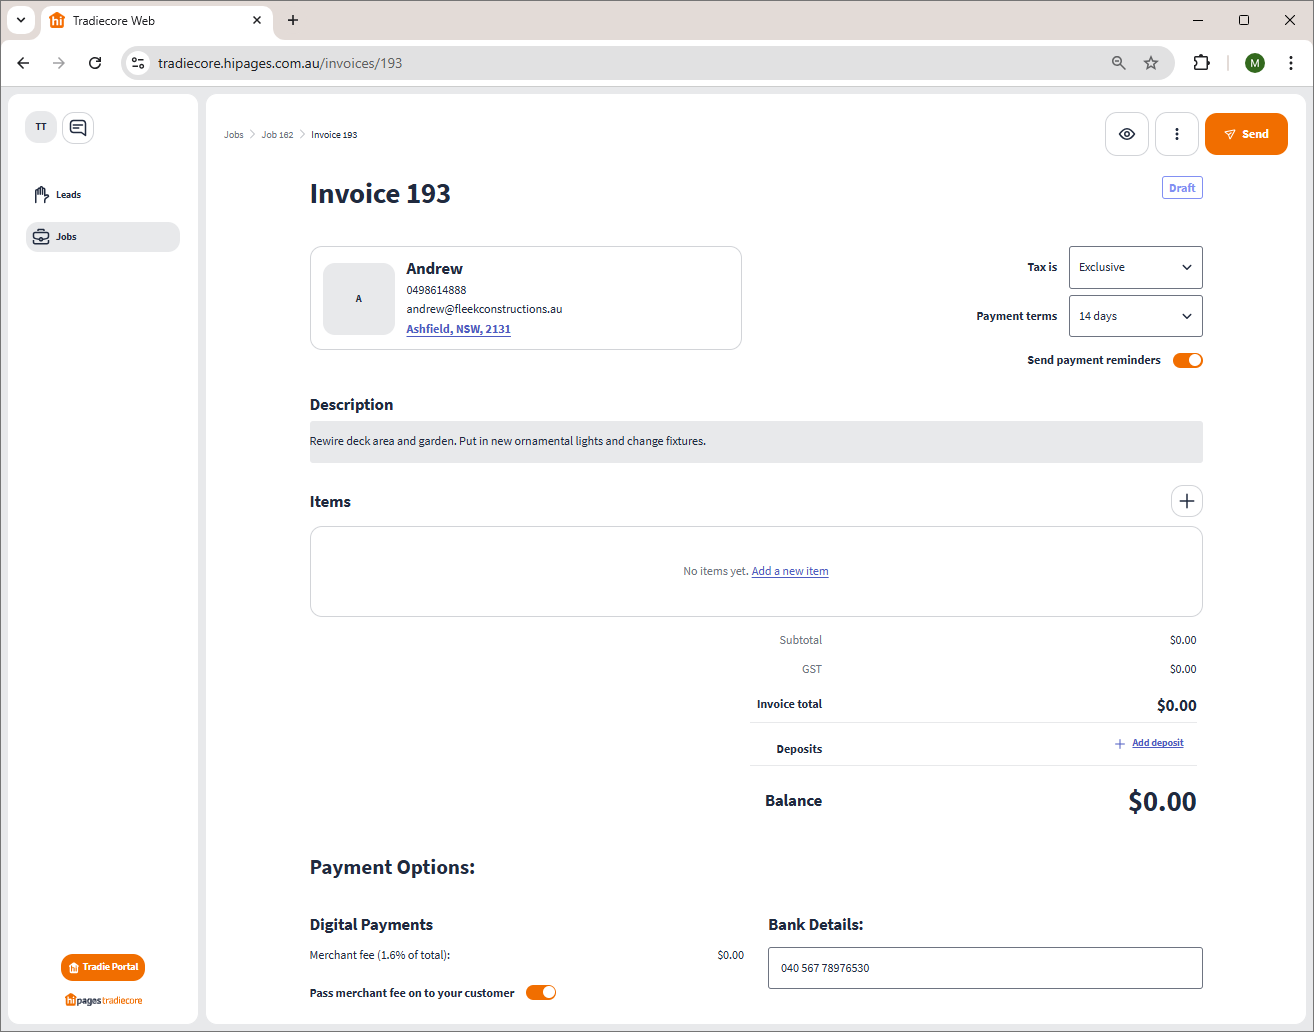 Tradiecore Web
tradiecore.hipages.com.au/invoices/193
M
TT
Leads
Jobs
Jobs > Job 162 > Invoice 193
Send
Invoice 193
Draft
A
Andrew
0498614888
andrew@fleekconstructions.au
Ashfield, NSW, 2131
Tax is
Exclusive
Payment terms
14 days
Send payment reminders
Description
Rewire deck area and garden. Put in new ornamental lights and change fixtures.
Items
No items yet. Add a new item
Subtotal $0.00
GST $0.00
Invoice total $0.00
Deposits + Add deposit
Balance $0.00
Payment Options:
Digital Payments
Merchant fee (1.6% of total): $0.00
Pass merchant fee on to your customer
Bank Details:
040 567 78976530
hi Tradie Portal
hipages tradiecore